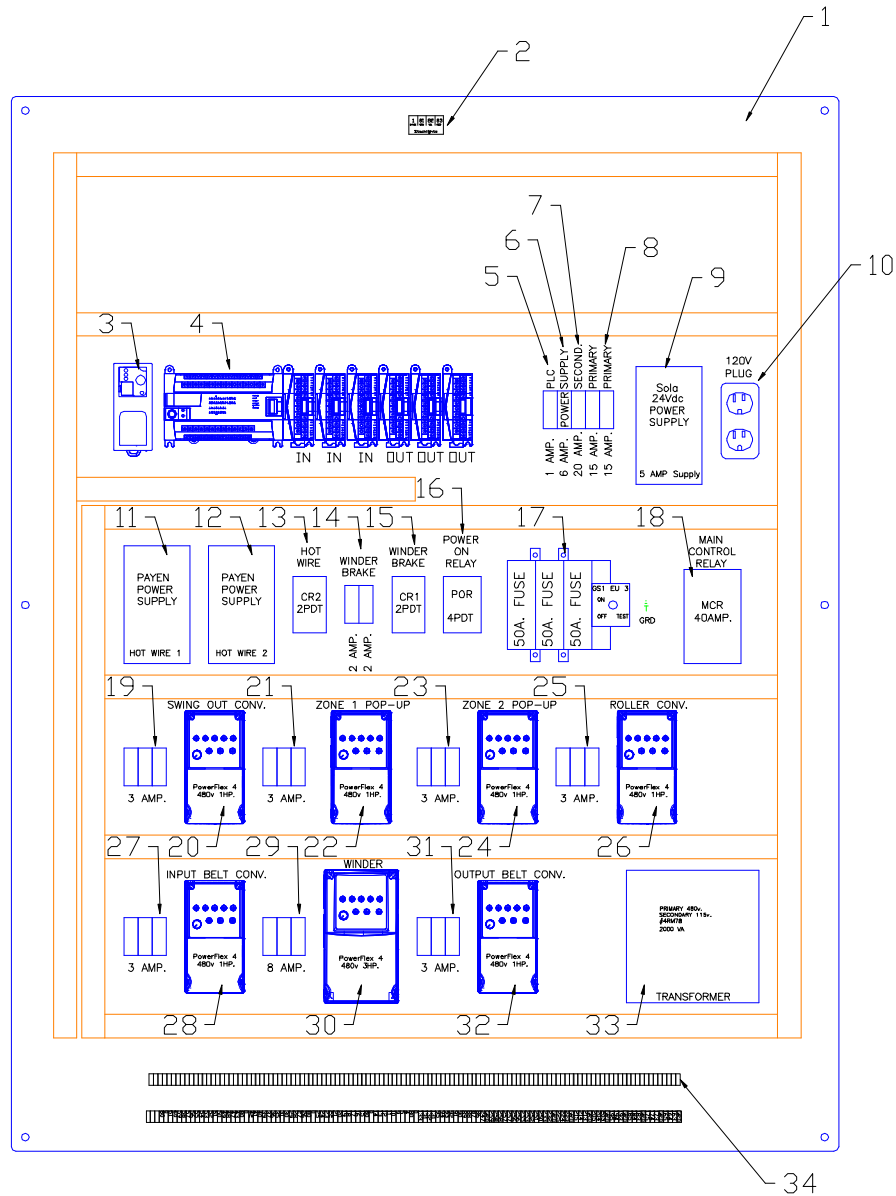 1
2
7
6
8
5
9
10
3
4
PLC
POWER SUPPLY
SECOND.
PRIMARY
PRIMARY
1 AMP.
6 AMP.
20 AMP.
15 AMP.
15 AMP.
Sola
24Vdc
POWER
SUPPLY
5 AMP Supply
120V
PLUG
IN
IN
IN
OUT
OUT
OUT
16
11
12
13
14
15
17
18
PAYEN
POWER
SUPPLY
HOT WIRE 1
PAYEN
POWER
SUPPLY
HOT WIRE 2
HOT
WIRE
CR2
2PDT
WINDER
BRAKE
2 AMP.
2 AMP.
WINDER
BRAKE
CR1
2PDT
POWER
ON
RELAY
POR
4PDT
50A. FUSE
50A. FUSE
50A. FUSE
GS1 EU 3
ON
OFF TEST
GRD
MAIN
CONTROL
RELAY
MCR
40AMP.
19
21
23
25
SWING OUT CONV.
ZONE 1 POP-UP
ZONE 2 POP-UP
ROLLER CONV.
PowerFlex 4
480v 1HP.
PowerFlex 4
480v 1HP.
PowerFlex 4
480v 1HP.
PowerFlex 4
480v 1HP.
3 AMP.
3 AMP.
3 AMP.
3 AMP.
20
22
24
26
27
29
31
INPUT BELT CONV.
WINDER
OUTPUT BELT CONV.
PowerFlex 4
480v 1HP.
PowerFlex 4
480v 3HP.
PowerFlex 4
480v 1HP.
3 AMP.
8 AMP.
3 AMP.
PRIMARY 480v.
SECONDARY 115v.
2000 VA
TRANSFORMER
28
30
32
33
34